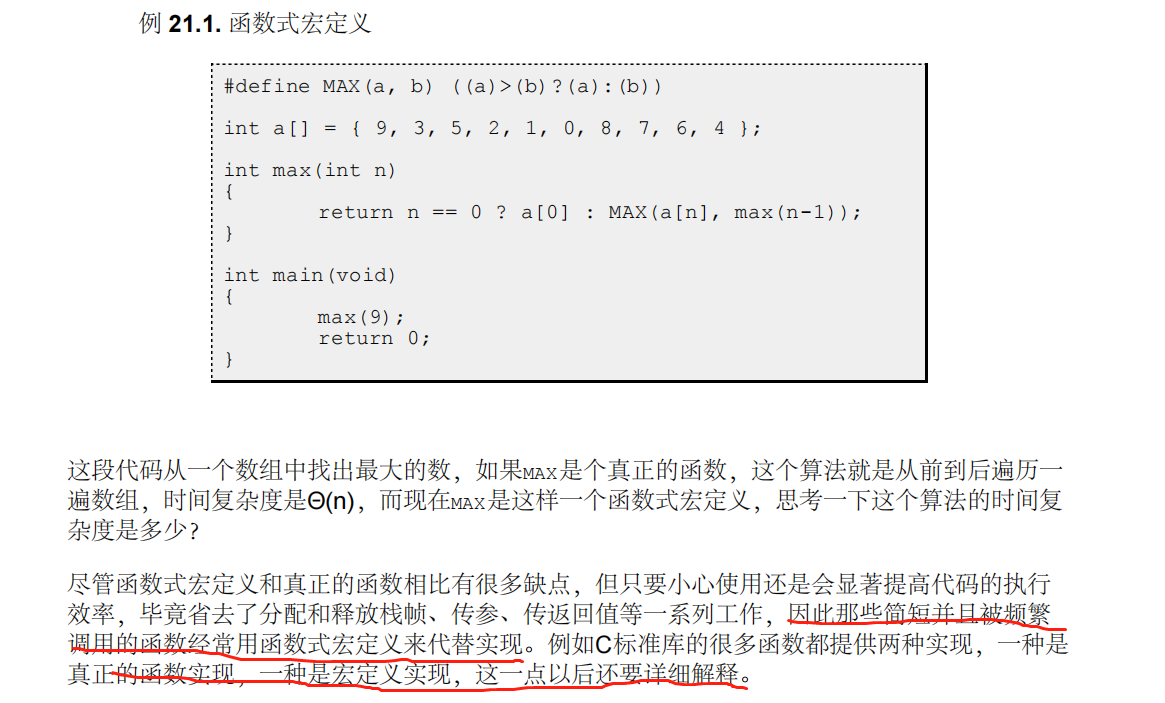 例 21.1. 函数式宏定义
#define MAX(a, b) ((a)>(b)?(a):(b))
int a[] = { 9, 3, 5, 2, 1, 0, 8, 7, 6, 4 };
int max(int n)
{
return n == 0 ? a[0] : MAX(a[n], max(n-1));
}
int main(void)
{
max(9);
return 0;
}
这段代码从一个数组中找出最大的数，如果MAX是个真正的函数，这个算法就是从前到后遍历一
遍数组，时间复杂度是Θ(n)，而现在MAX是这样一个函数式宏定义，思考一下这个算法的时间复
杂度是多少？
尽管函数式宏定义和真正的函数相比有很多缺点，但只要小心使用还是会显著提高代码的执行
效率，毕竟省去了分配和释放栈帧、传参、传返回值等一系列工作，因此那些简短并且被频繁
调用的函数经常用函数式宏定义来代替实现。例如C标准库的很多函数都提供两种实现，一种是
真正的函数实现，一种是宏定义实现，这一点以后还要详细解释。